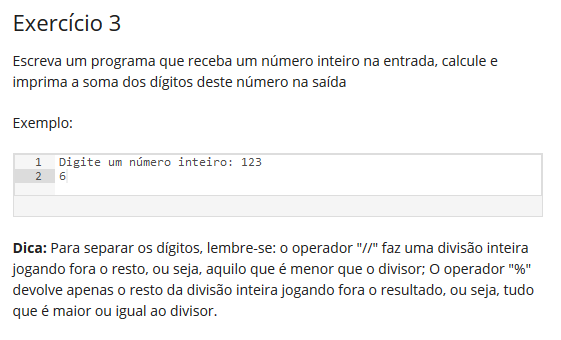 Exercício 3
Escreva um programa que receba um número inteiro na entrada, calcule e
imprima a soma dos dígitos deste número na saída
Exemplo:
1 Digite um número inteiro: 123
2 6
Dica: Para separar os dígitos, lembre-se: o operador "//" faz uma divisão inteira
jogando fora o resto, ou seja, aquilo que é menor que o divisor; O operador "%"
devolve apenas o resto da divisão inteira jogando fora o resultado, ou seja, tudo
que é maior ou igual ao divisor.